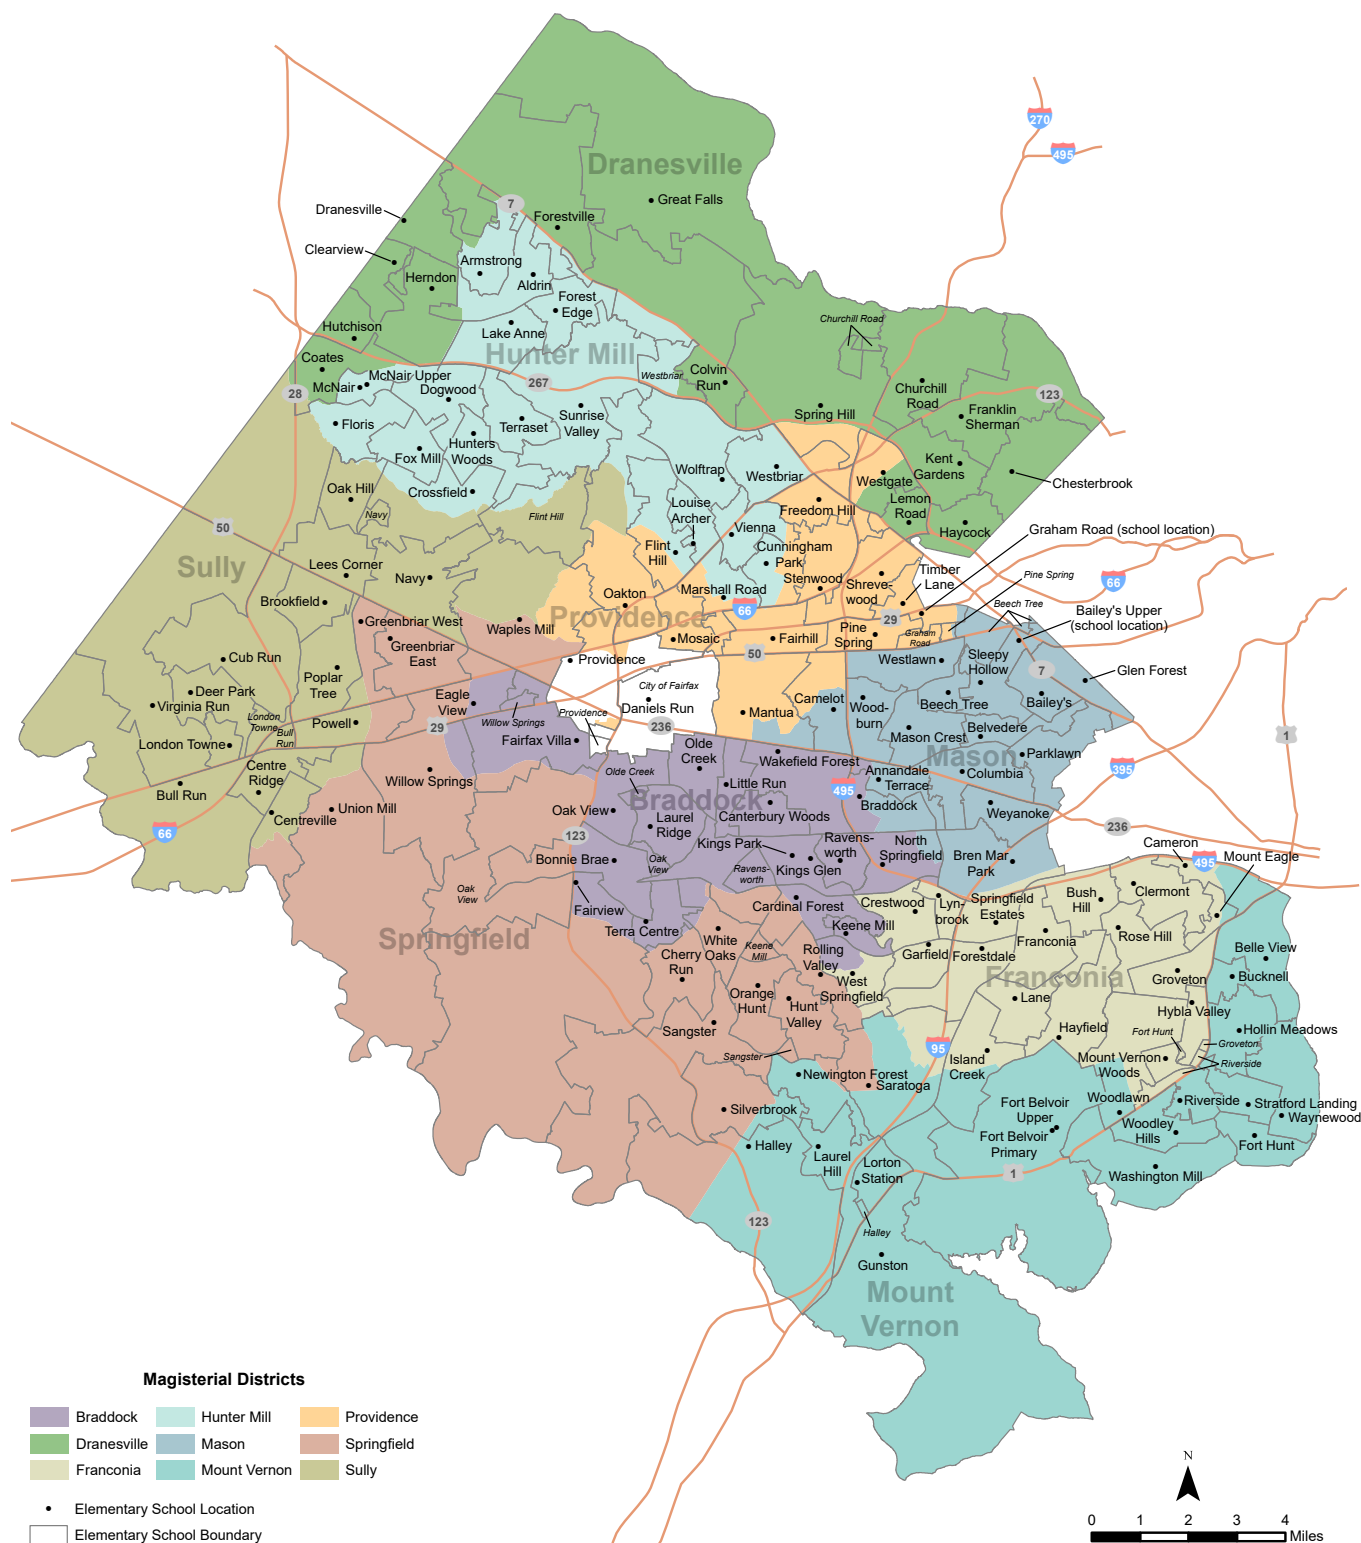 270
495
Dranesville
Great Falls
7
Dranesville
Forestville
Clearview
Armstrong
Aldrin
Herndon
Forest
Edge
Lake Anne
Hutchison
Churchill Road
Hunter Mill
Coates
McNair Upper
McNair
Dogwood
267
Westbriar
Colvin
Run
28
Churchill
Road
123
Floris
Terraset
Sunrise
Valley
Spring Hill
Franklin
Sherman
Hunters
Woods
Fox Mill
Wolftrap
Westbriar
Kent
Gardens
Westgate
Chesterbrook
Crossfield
Oak Hill
Navy
Flint Hill
Louise
Archer
Freedom Hill
Lemon
Road
50
Vienna
Haycock
Graham Road (school location)
Sully
Flint
Hill
Cunningham
Park
Lees Corner
Navy
Stenwood
Shreve-
wood
Timber
Lane
Pine Spring
66
Marshall Road
Oakton
Brookfield
66
Beech Tree
Providence
Bailey's Upper
(school location)
Greenbriar West
Waples Mill
29
Mosaic
Fairhill
Pine
Spring
Graham
Road
Greenbriar
East
50
Cub Run
Providence
Westlawn
Sleepy
Hollow
7
Glen Forest
Poplar
Tree
City of Fairfax
Deer Park
Virginia Run
Eagle
View
Daniels Run
Camelot
Wood-
burn
Beech Tree
Bailey's
London
Towne
Powell
Willow Springs
Providence
Mantua
29
236
1
Bull
Run
Fairfax Villa
Mason Crest
Belvedere
London Towne
Olde
Creek
Wakefield Forest
Mason
Parklawn
Centre
Ridge
Willow Springs
Olde Creek
Little Run
Annandale
Terrace
Columbia
395
Bull Run
495
Braddock
Braddock
Canterbury Woods
Union Mill
Centreville
Oak View
Laurel
Ridge
Weyanoke
66
123
236
Kings Park
Ravens-
worth
North
Springfield
Cameron
Bonnie Brae
Oak
View
Ravens-
worth
Kings Glen
Bren Mar
Park
495
Mount Eagle
Oak
View
Fairview
Cardinal Forest
Crestwood
Lyn-
brook
Springfield
Estates
Bush
Hill
Clermont
Terra Centre
Keene Mill
Springfield
White
Oaks
Keene
Mill
Franconia
Rose Hill
Cherry
Run
Rolling
Valley
Garfield
Forestdale
Belle View
Franconia
Bucknell
West
Springfield
Groveton
Orange
Hunt
Hunt
Valley
Lane
Hybla Valley
Sangster
Hayfield
Fort Hunt
Hollin Meadows
Groveton
95
Sangster
Island
Creek
Mount Vernon
Woods
Riverside
Newington Forest
Saratoga
Silverbrook
Fort Belvoir
Upper
Woodlawn
Riverside
Stratford Landing
Waynewood
Fort Belvoir
Primary
Woodley
Hills
Fort Hunt
Halley
Laurel
Hill
Lorton
Station
1
Washington Mill
123
Halley
Gunston
Mount
Vernon
Magisterial Districts
Braddock
Hunter Mill
Providence
Dranesville
Mason
Springfield
Franconia
Mount Vernon
Sully
Elementary School Location
Elementary School Boundary
N
0 1 2 3 4
Miles